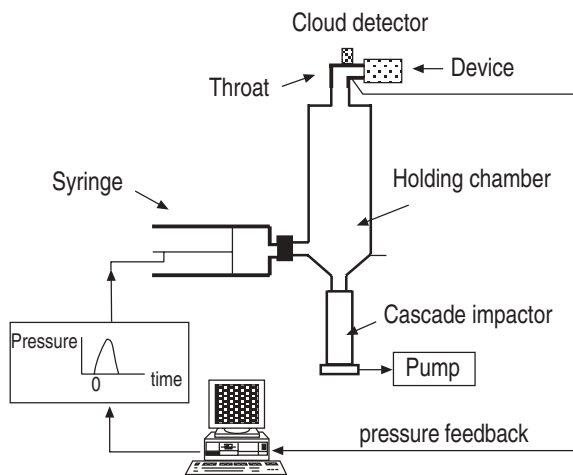 Cloud detector
Device
Throat
Syringe
Holding chamber
Cascade impactor
Pressure
0
time
Pump
pressure feedback